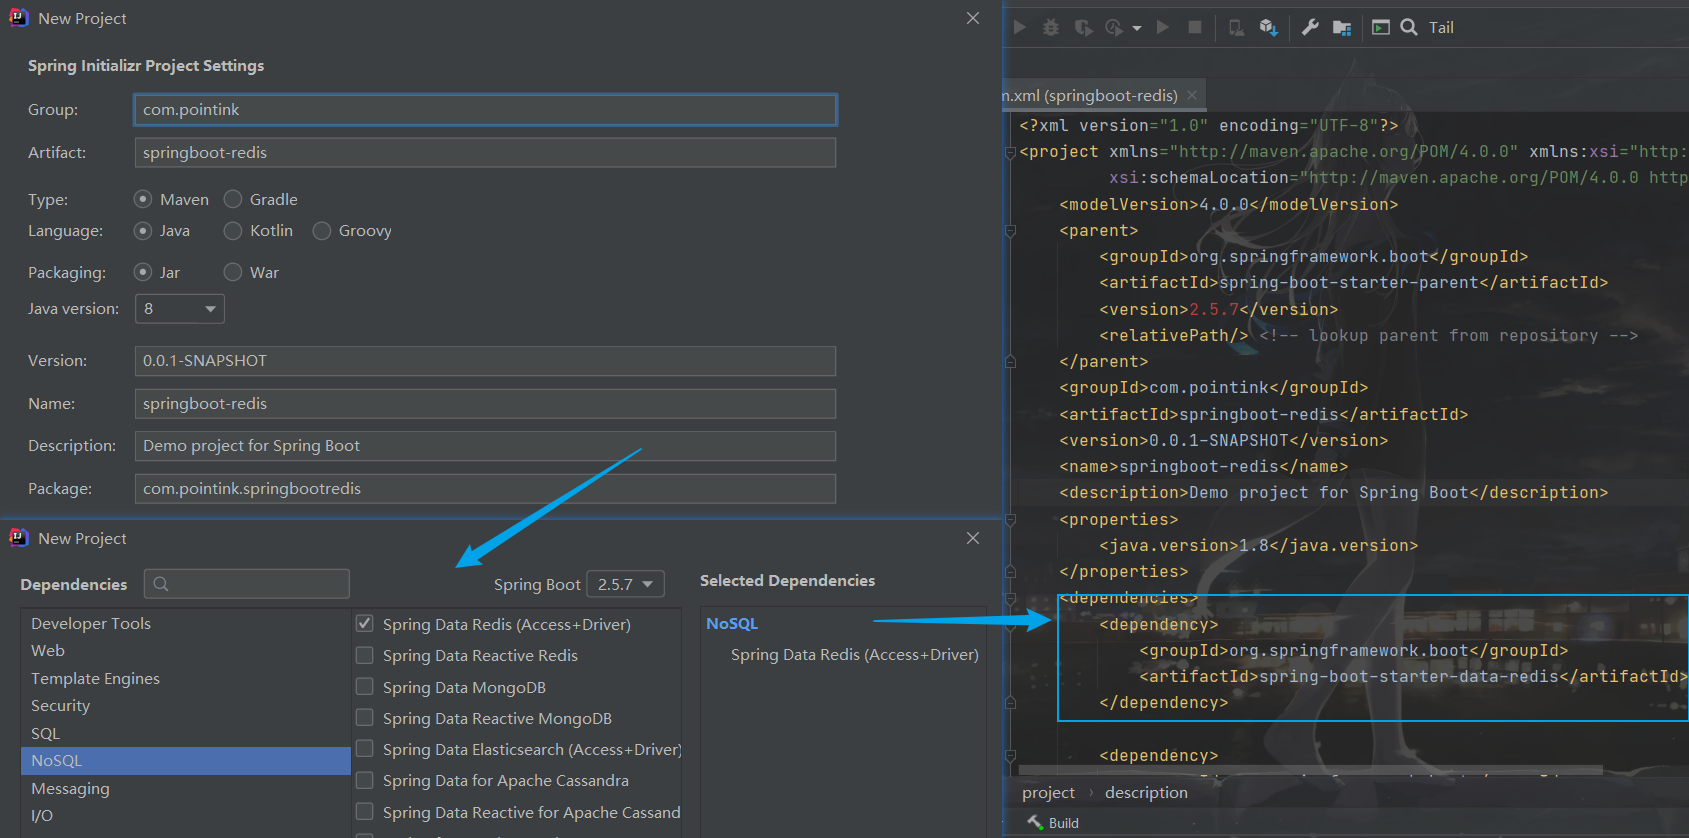 New Project
Spring Initializr Project Settings
Group: com.pointink
Artifact: springboot-redis
Type: Maven Gradle
Language: Java Kotlin Groovy
Packaging: Jar War
Java version: 8
Version: 0.0.1-SNAPSHOT
Name: springboot-redis
Description: Demo project for Spring Boot
Package: com.pointink.springbootredis
New Project
Dependencies
Spring Boot 2.5.7
Developer Tools
Web
Template Engines
Security
SQL
NoSQL
Messaging
I/O
Spring Data Redis (Access+Driver)
Spring Data Reactive Redis
Spring Data MongoDB
Spring Data Reactive MongoDB
Spring Data Elasticsearch (Access+Driver)
Spring Data for Apache Cassandra
Spring Data Reactive for Apache Cassand
Selected Dependencies
NoSQL
Spring Data Redis (Access+Driver)
Tail
m.xml (springboot-redis)
<?xml version="1.0" encoding="UTF-8"?>
<project xmlns="http://maven.apache.org/POM/4.0.0" xmlns:xsi="http:
xsi:schemaLocation="http://maven.apache.org/POM/4.0.0 http
<modelVersion>4.0.0</modelVersion>
<parent>
<groupId>org.springframework.boot</groupId>
<artifactId>spring-boot-starter-parent</artifactId>
<version>2.5.7</version>
<relativePath/> <!-- lookup parent from repository -->
</parent>
<groupId>com.pointink</groupId>
<artifactId>springboot-redis</artifactId>
<version>0.0.1-SNAPSHOT</version>
<name>springboot-redis</name>
<description>Demo project for Spring Boot</description>
<properties>
<java.version>1.8</java.version>
</properties>
<dependencies>
<dependency>
<groupId>org.springframework.boot</groupId>
<artifactId>spring-boot-starter-data-redis</artifactId>
</dependency>
<dependency>
project › description
Build